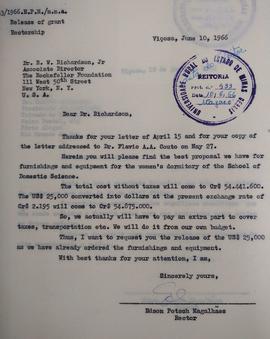 3/1966.E.P.N./n.n.a.
Release of grant
Rectorship
Viçosa, June 10, 1966
Dr. R. W. Richardson, Jr
Associate Director
The Rockefeller Foundation
111 West 50th Street
New York, N. Y.
U. S. A.
UNIVERSIDADE RURAL DO ESTADO DE MINAS GERAIS
REITORIA
Dear Dr. Richardson,
Thanks for your letter of April 15 and for your copy of
the letter addressed to Dr. Flavio A.A. Couto on May 27.
Herein you will please find the best proposal we have for
furnishings and equipment for the women's dormitory of the School of
Domestic Science.
The total cost without taxes will come to Cr$ 54.441.600.
The US$ 25,000 converted into dollars at the present exchange rate of
Cr$ 2.195 will come to Cr$ 54.875.000.
So, we actually will have to pay an extra part to cover
taxes, transportation etc. We will do it from our own budget.
Thus, I want to request you the release of the US$ 25,000
as we have already ordered the furnishings and equipment.
With best thanks for your attention, I am,
Sincerely yours,
Edson Potsch Magalhães
Rector